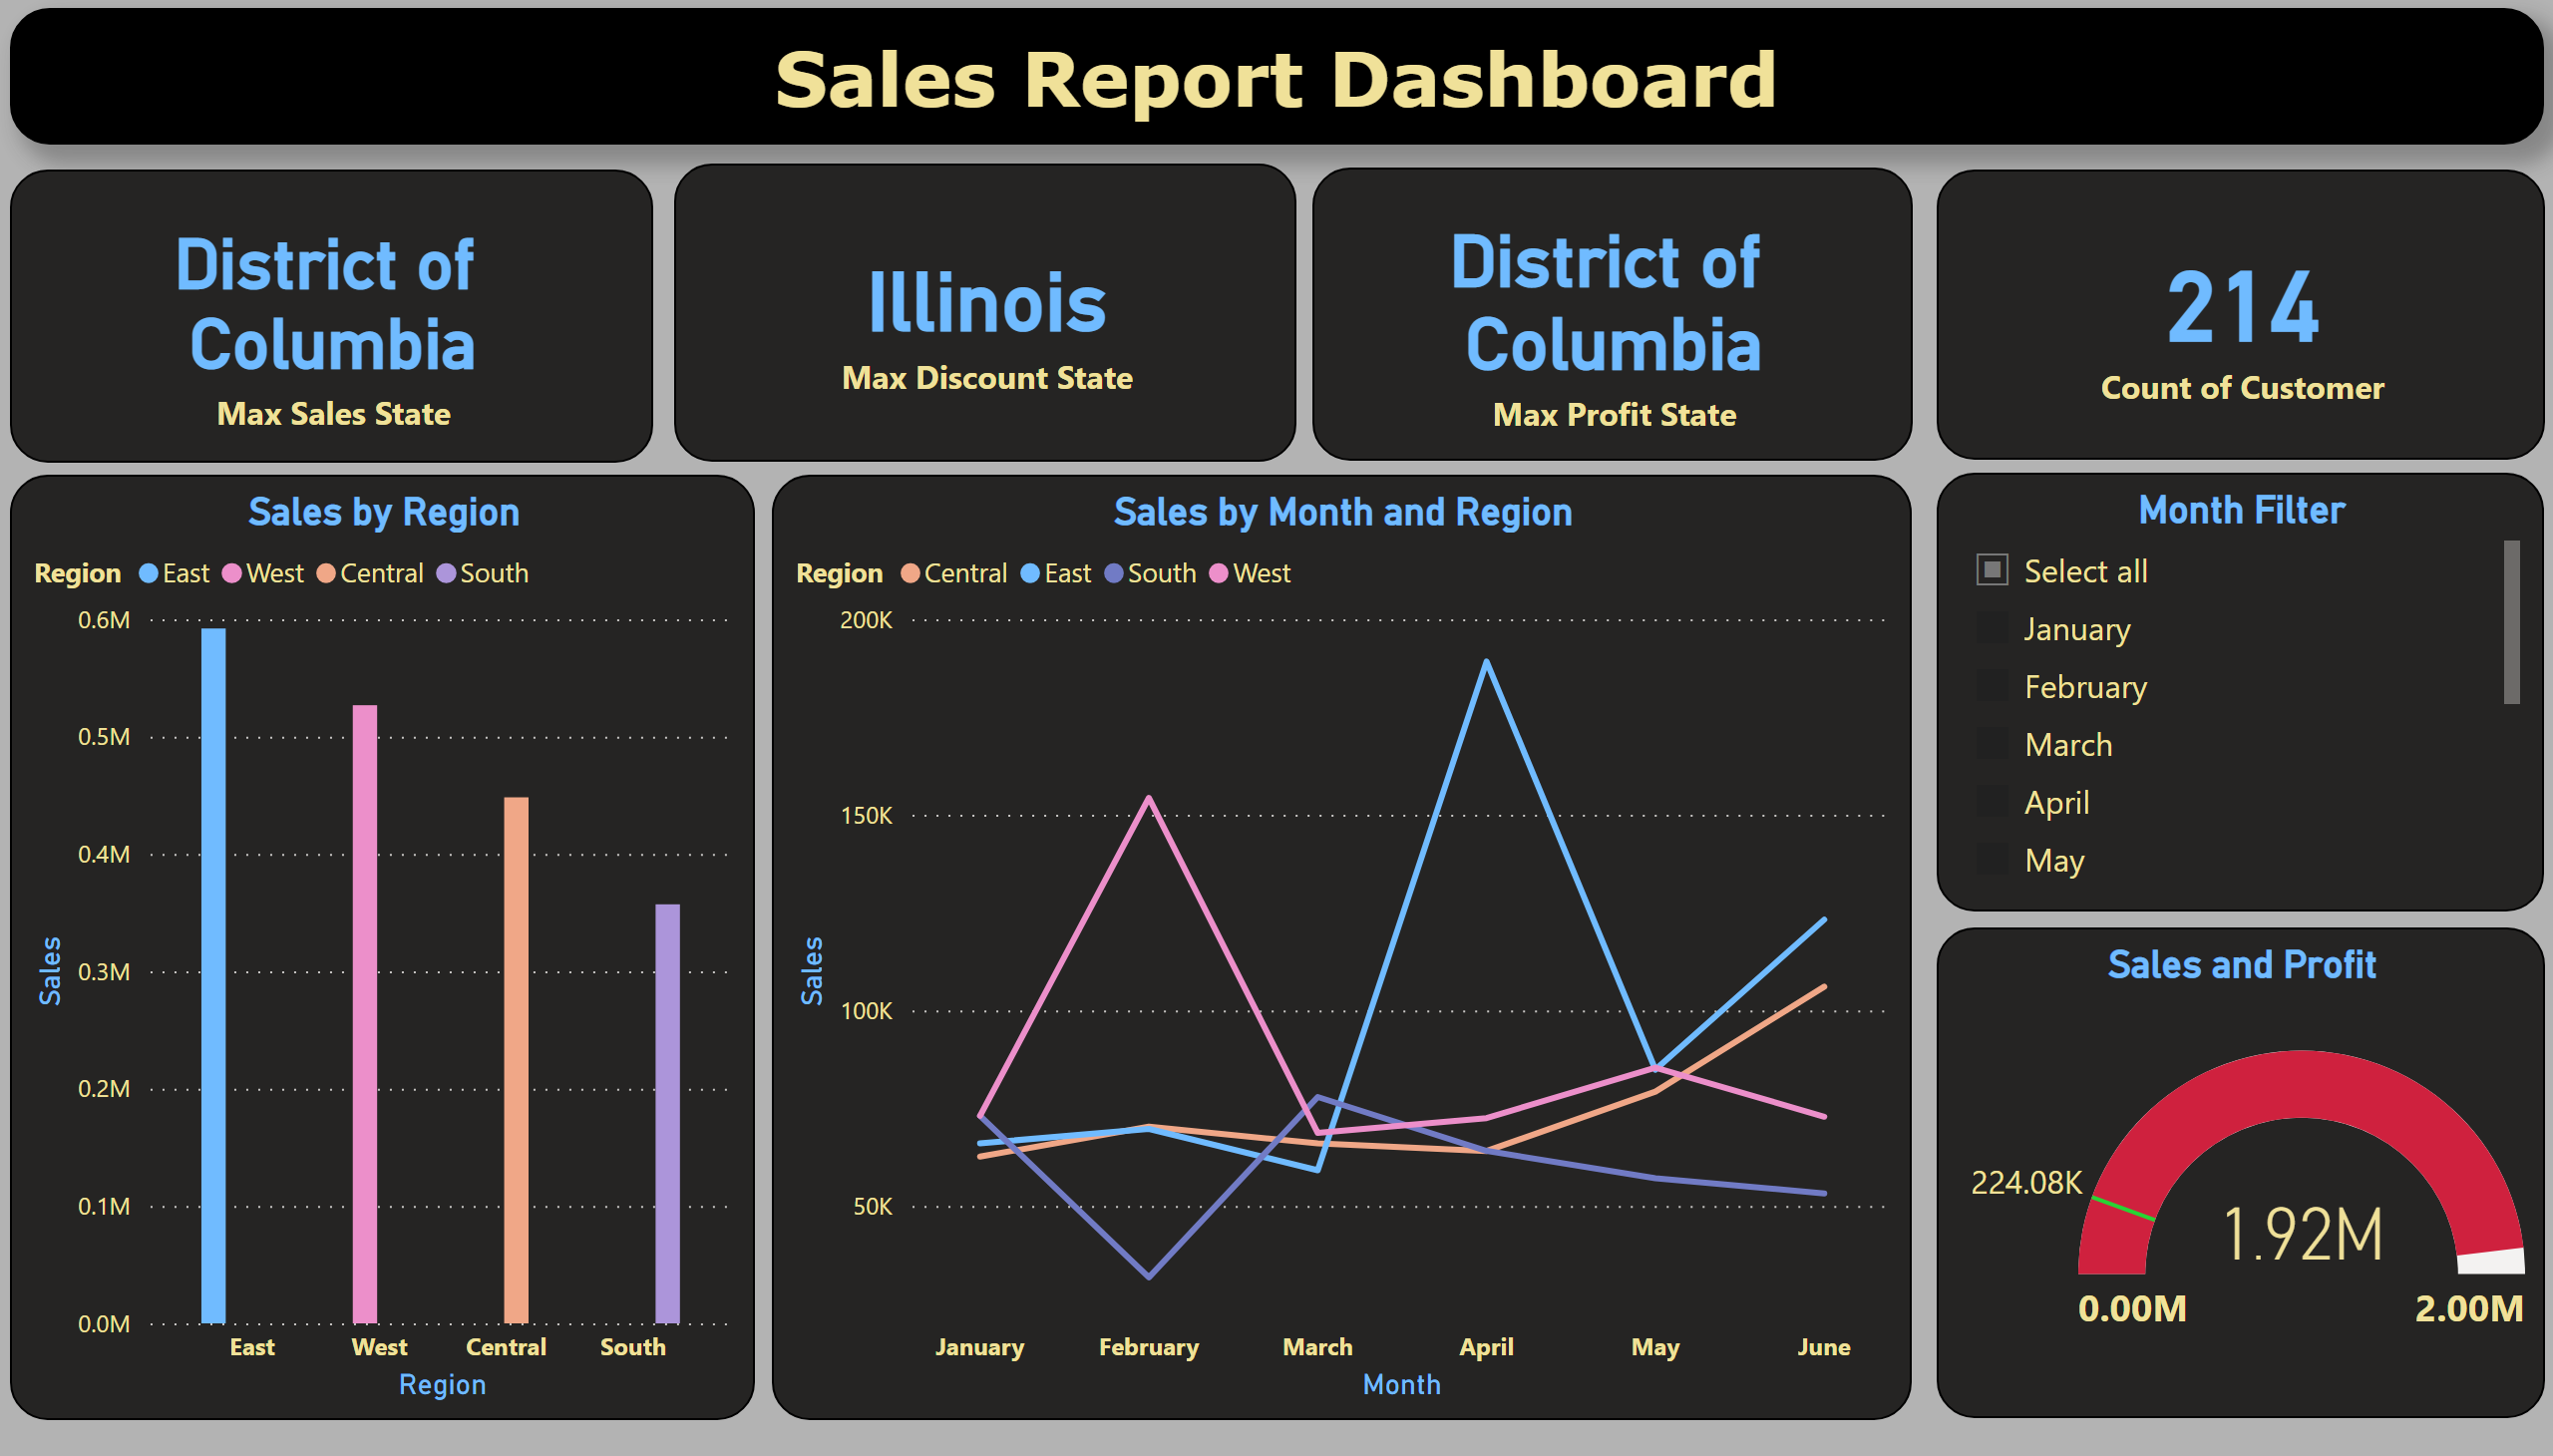 Sales Report Dashboard
District of
Columbia
Max Sales State
Illinois
Max Discount State
District of
Columbia
Max Profit State
214
Count of Customer
Sales by Region
Region East West Central South
0.6M
0.5M
0.4M
0.3M
0.2M
0.1M
0.0M
Sales
East West Central South
Region
Sales by Month and Region
Region Central East South West
200K
150K
100K
50K
Sales
January February March April May June
Month
Month Filter
Select all
January
February
March
April
May
Sales and Profit
224.08K
1.92M
0.00M 2.00M